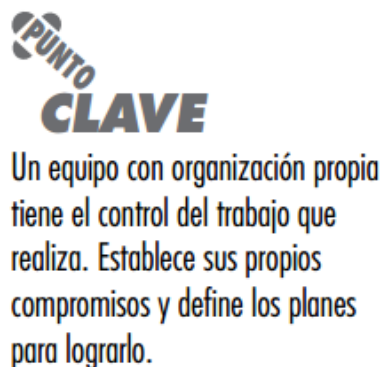 PUNTO
CLAVE
Un equipo con organización propia
tiene el control del trabajo que
realiza. Establece sus propios
compromisos y define los planes
para lograrlo.